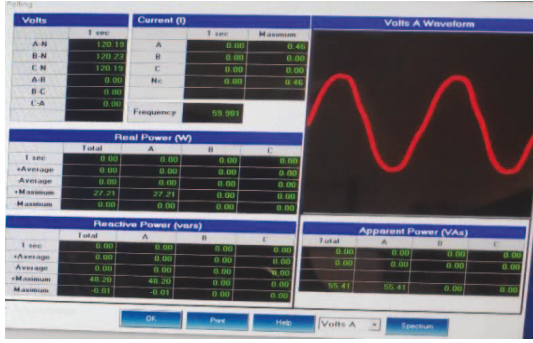 Polling
Volts
1 sec
A-N 120.19
B-N 120.23
C-N 120.19
A-B 0.00
B-C 0.00
C-A 0.00
Current (I)
1 sec Maximum
A 0.00 0.46
B 0.00 0.00
C 0.00 0.00
Nc 0.00 0.46
Frequency 59.981
Volts A Waveform
Real Power (W)
Total A B C
1 sec 0.00 0.00 0.00 0.00
+Average 0.00 0.00 0.00 0.00
-Average 0.00 0.00 0.00 0.00
+Maximum 27.21 27.21 0.00 0.00
-Maximum 0.00 0.00 0.00 0.00
Reactive Power (vars)
Total A B C
1 sec 0.00 0.00 0.00 0.00
+Average 0.00 0.00 0.00 0.00
-Average 0.00 0.00 0.00 0.00
+Maximum 48.20 48.20 0.00 0.00
-Maximum -0.01 -0.01 0.00 0.00
Apparent Power (VAs)
Total A B C
0.00 0.00 0.00 0.00
0.00 0.00 0.00 0.00
55.41 55.41 0.00 0.00
OK Print Help Volts A Spectrum